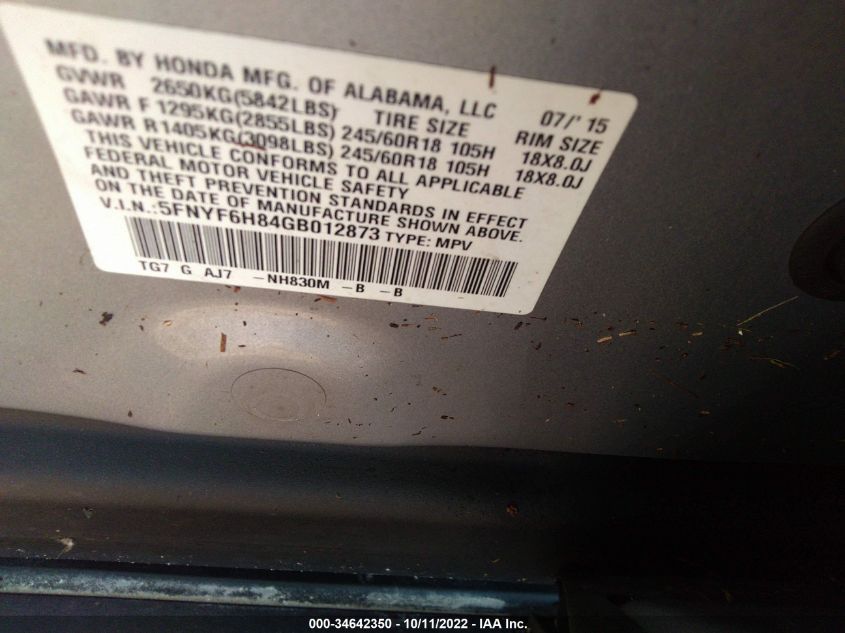 MFD. BY HONDA MFG. OF ALABAMA, LLC 07/'15
GVWR 2650KG(5842LBS) TIRE SIZE RIM SIZE
GAWR F 1295KG(2855LBS) 245/60R18 105H 18X8.0J
GAWR R1405KG(3098LBS) 245/60R18 105H 18X8.0J
THIS VEHICLE CONFORMS TO ALL APPLICABLE
FEDERAL MOTOR VEHICLE SAFETY
AND THEFT PREVENTION STANDARDS IN EFFECT
ON THE DATE OF MANUFACTURE SHOWN ABOVE.
V.I.N.:5FNYF6H84GB012873 TYPE: MPV
TG7 G AJ7 -NH830M -B -B
000-34642350 - 10/11/2022 - IAA Inc.